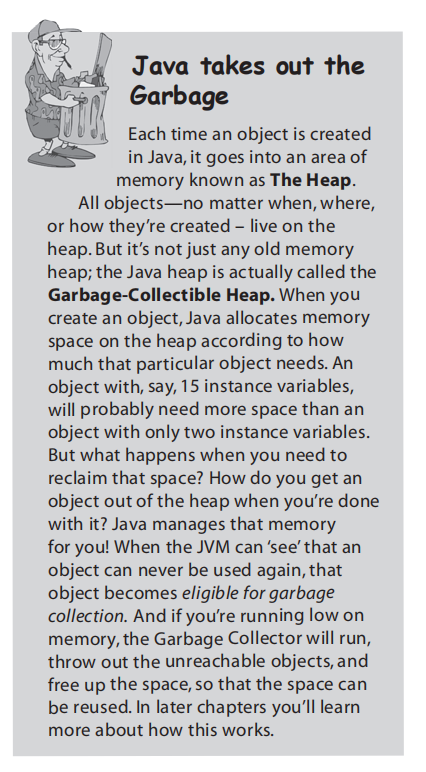 Java takes out the
Garbage
Each time an object is created
in Java, it goes into an area of
memory known as The Heap.
All objects—no matter when, where,
or how they're created – live on the
heap. But it's not just any old memory
heap; the Java heap is actually called the
Garbage-Collectible Heap. When you
create an object, Java allocates memory
space on the heap according to how
much that particular object needs. An
object with, say, 15 instance variables,
will probably need more space than an
object with only two instance variables.
But what happens when you need to
reclaim that space? How do you get an
object out of the heap when you're done
with it? Java manages that memory
for you! When the JVM can ‘see’ that an
object can never be used again, that
object becomes eligible for garbage
collection. And if you're running low on
memory, the Garbage Collector will run,
throw out the unreachable objects, and
free up the space, so that the space can
be reused. In later chapters you'll learn
more about how this works.